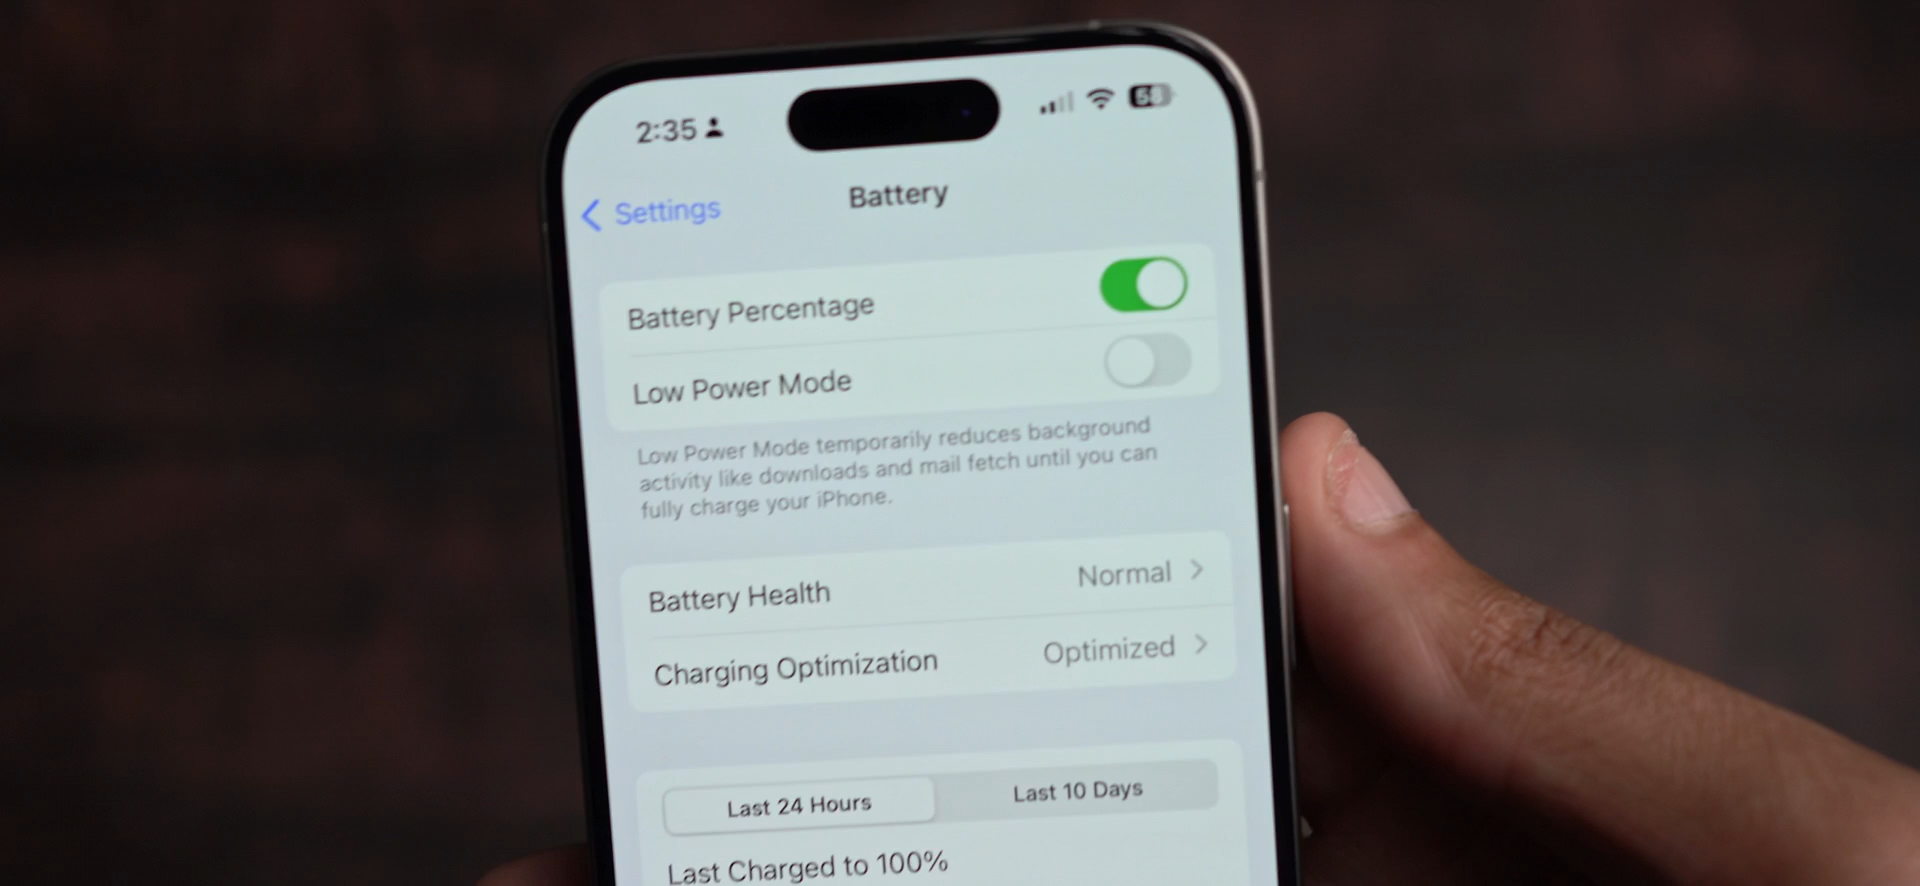 2:35
58
Settings
Battery
Battery Percentage
Low Power Mode
Low Power Mode temporarily reduces background
activity like downloads and mail fetch until you can
fully charge your iPhone.
Battery Health Normal
Charging Optimization Optimized
Last 24 Hours Last 10 Days
Last Charged to 100%